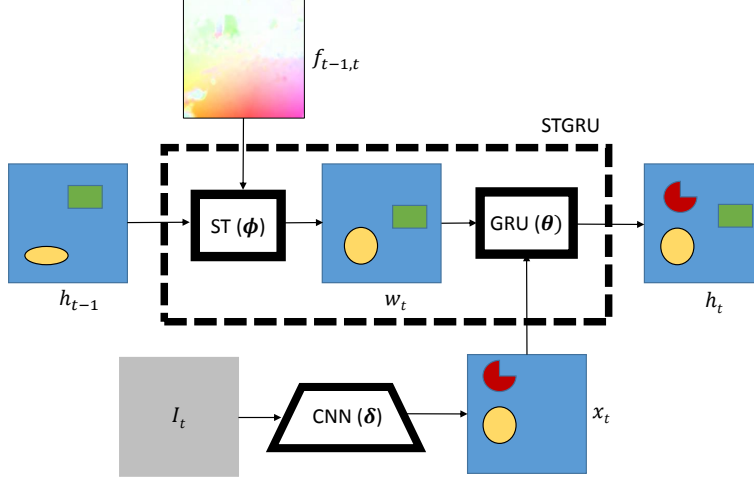 f_{t-1,t}
STGRU
ST (ϕ)
GRU (θ)
h_{t-1}
w_t
h_t
I_t
CNN (δ)
x_t